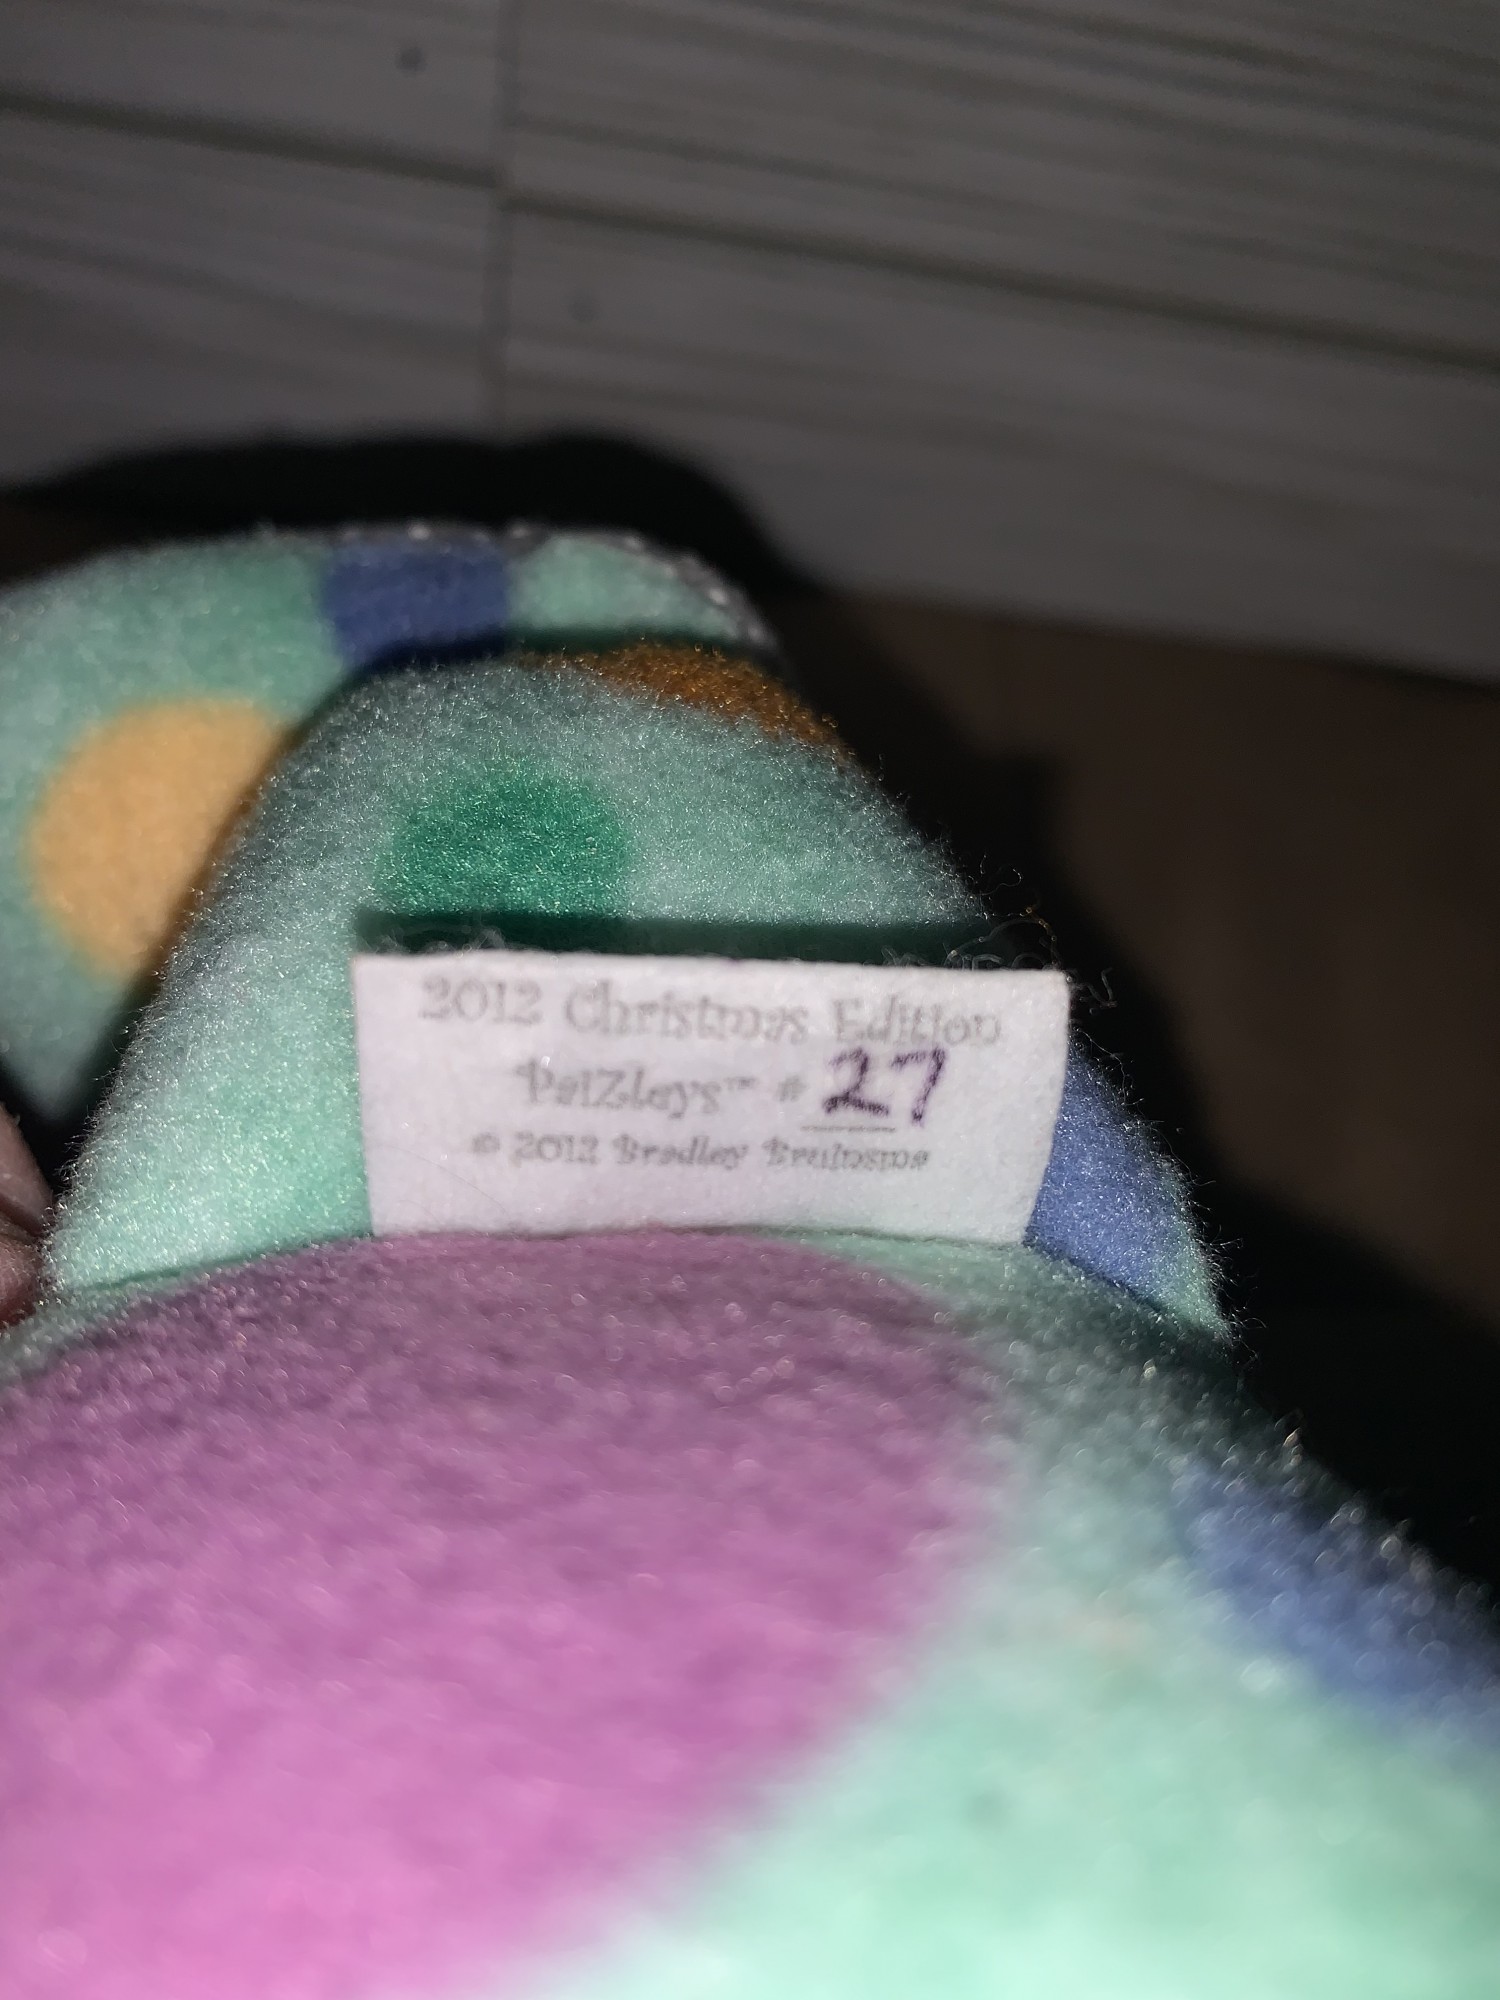 2012 Christmas Edition
PaiZleys™ # 27
© 2012 Bradley Bruinsma